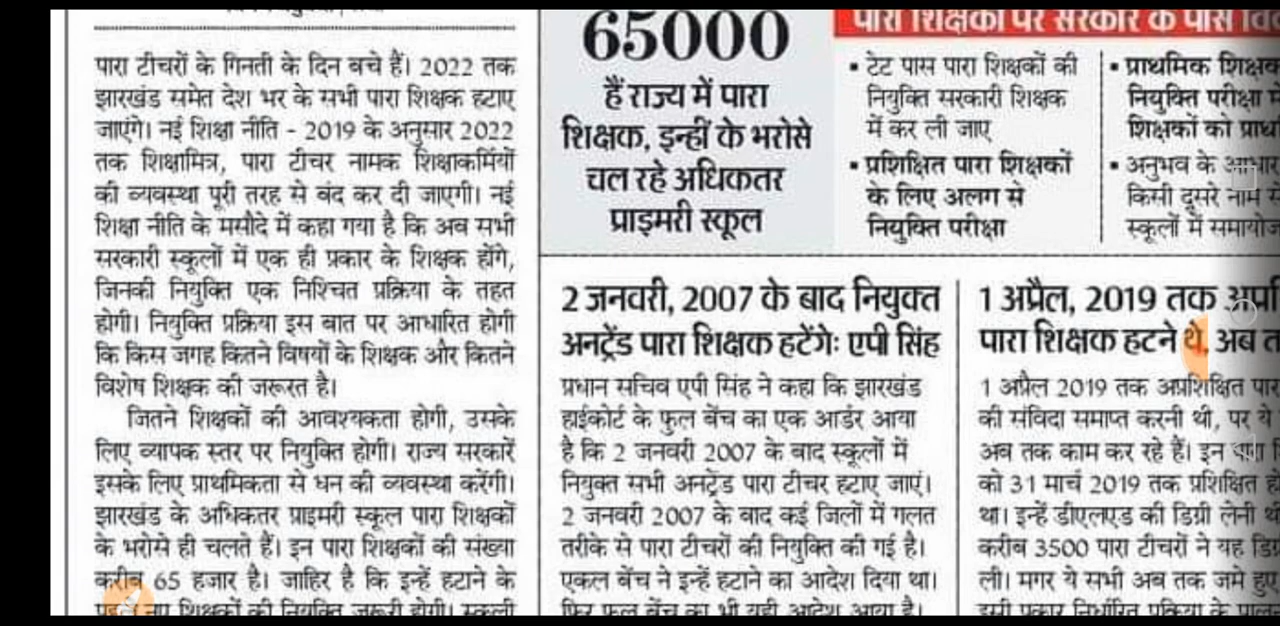 पारा टीचरों के गिनती के दिन बचे हैं। 2022 तक
झारखंड समेत देश भर के सभी पारा शिक्षक हटाए
जाएंगे। नई शिक्षा नीति - 2019 के अनुसार 2022
तक शिक्षामित्र, पारा टीचर नामक शिक्षाकर्मियों
की व्यवस्था पूरी तरह से बंद कर दी जाएगी। नई
शिक्षा नीति के मसौदे में कहा गया है कि अब सभी
सरकारी स्कूलों में एक ही प्रकार के शिक्षक होंगे,
जिनकी नियुक्ति एक निश्चित प्रक्रिया के तहत
होगी। नियुक्ति प्रक्रिया इस बात पर आधारित होगी
कि किस जगह कितने विषयों के शिक्षक और कितने
विशेष शिक्षक की जरूरत है।
जितने शिक्षकों की आवश्यकता होगी, उसके
लिए व्यापक स्तर पर नियुक्ति होगी। राज्य सरकारें
इसके लिए प्राथमिकता से धन की व्यवस्था करेंगी।
झारखंड के अधिकतर प्राइमरी स्कूल पारा शिक्षकों
के भरोसे ही चलते हैं। इन पारा शिक्षकों की संख्या
करीब 65 हजार है। जाहिर है कि इन्हें हटाने के
नए शिक्षकों की नियुक्ति जरूरी होगी। स्कूली
65000
हैं राज्य में पारा
शिक्षक, इन्हीं के भरोसे
चल रहे अधिकतर
प्राइमरी स्कूल
पारा शिक्षकों पर सरकार के पास
▪ टेट पास पारा शिक्षकों की
नियुक्ति सरकारी शिक्षक
में कर ली जाए
▪ प्रशिक्षित पारा शिक्षकों
के लिए अलग से
नियुक्ति परीक्षा
▪ प्राथमिक शिक्षक
नियुक्ति परीक्षा
शिक्षकों को
▪ अनुभव के आधार
किसी दूसरे नाम
स्कूलों में
2 जनवरी, 2007 के बाद नियुक्त
अनट्रेंड पारा शिक्षक हटेंगेः एपी सिंह
प्रधान सचिव एपी सिंह ने कहा कि झारखंड
हाईकोर्ट के फुल बेंच का एक आर्डर आया
है कि 2 जनवरी 2007 के बाद स्कूलों में
नियुक्त सभी अनट्रेंड पारा टीचर हटाए जाएं।
2 जनवरी 2007 के बाद कई जिलों में गलत
तरीके से पारा टीचरों की नियुक्ति की गई है।
एकल बेंच ने इन्हें हटाने का आदेश दिया था।
फिर फुल बेंच का भी यही आदेश आया है।
1 अप्रैल, 2019 तक
पारा शिक्षक हटने थे, अब
1 अप्रैल 2019 तक अप्रशिक्षित
की संविदा समाप्त करनी थी, पर ये
अब तक काम कर रहे हैं। इन
को 31 मार्च 2019 तक प्रशिक्षित
था। इन्हें डीएलएड की डिग्री लेनी
करीब 3500 पारा टीचरों ने यह
ली। मगर ये सभी अब तक जमे
इसी प्रकार निर्धारित प्रक्रिया के